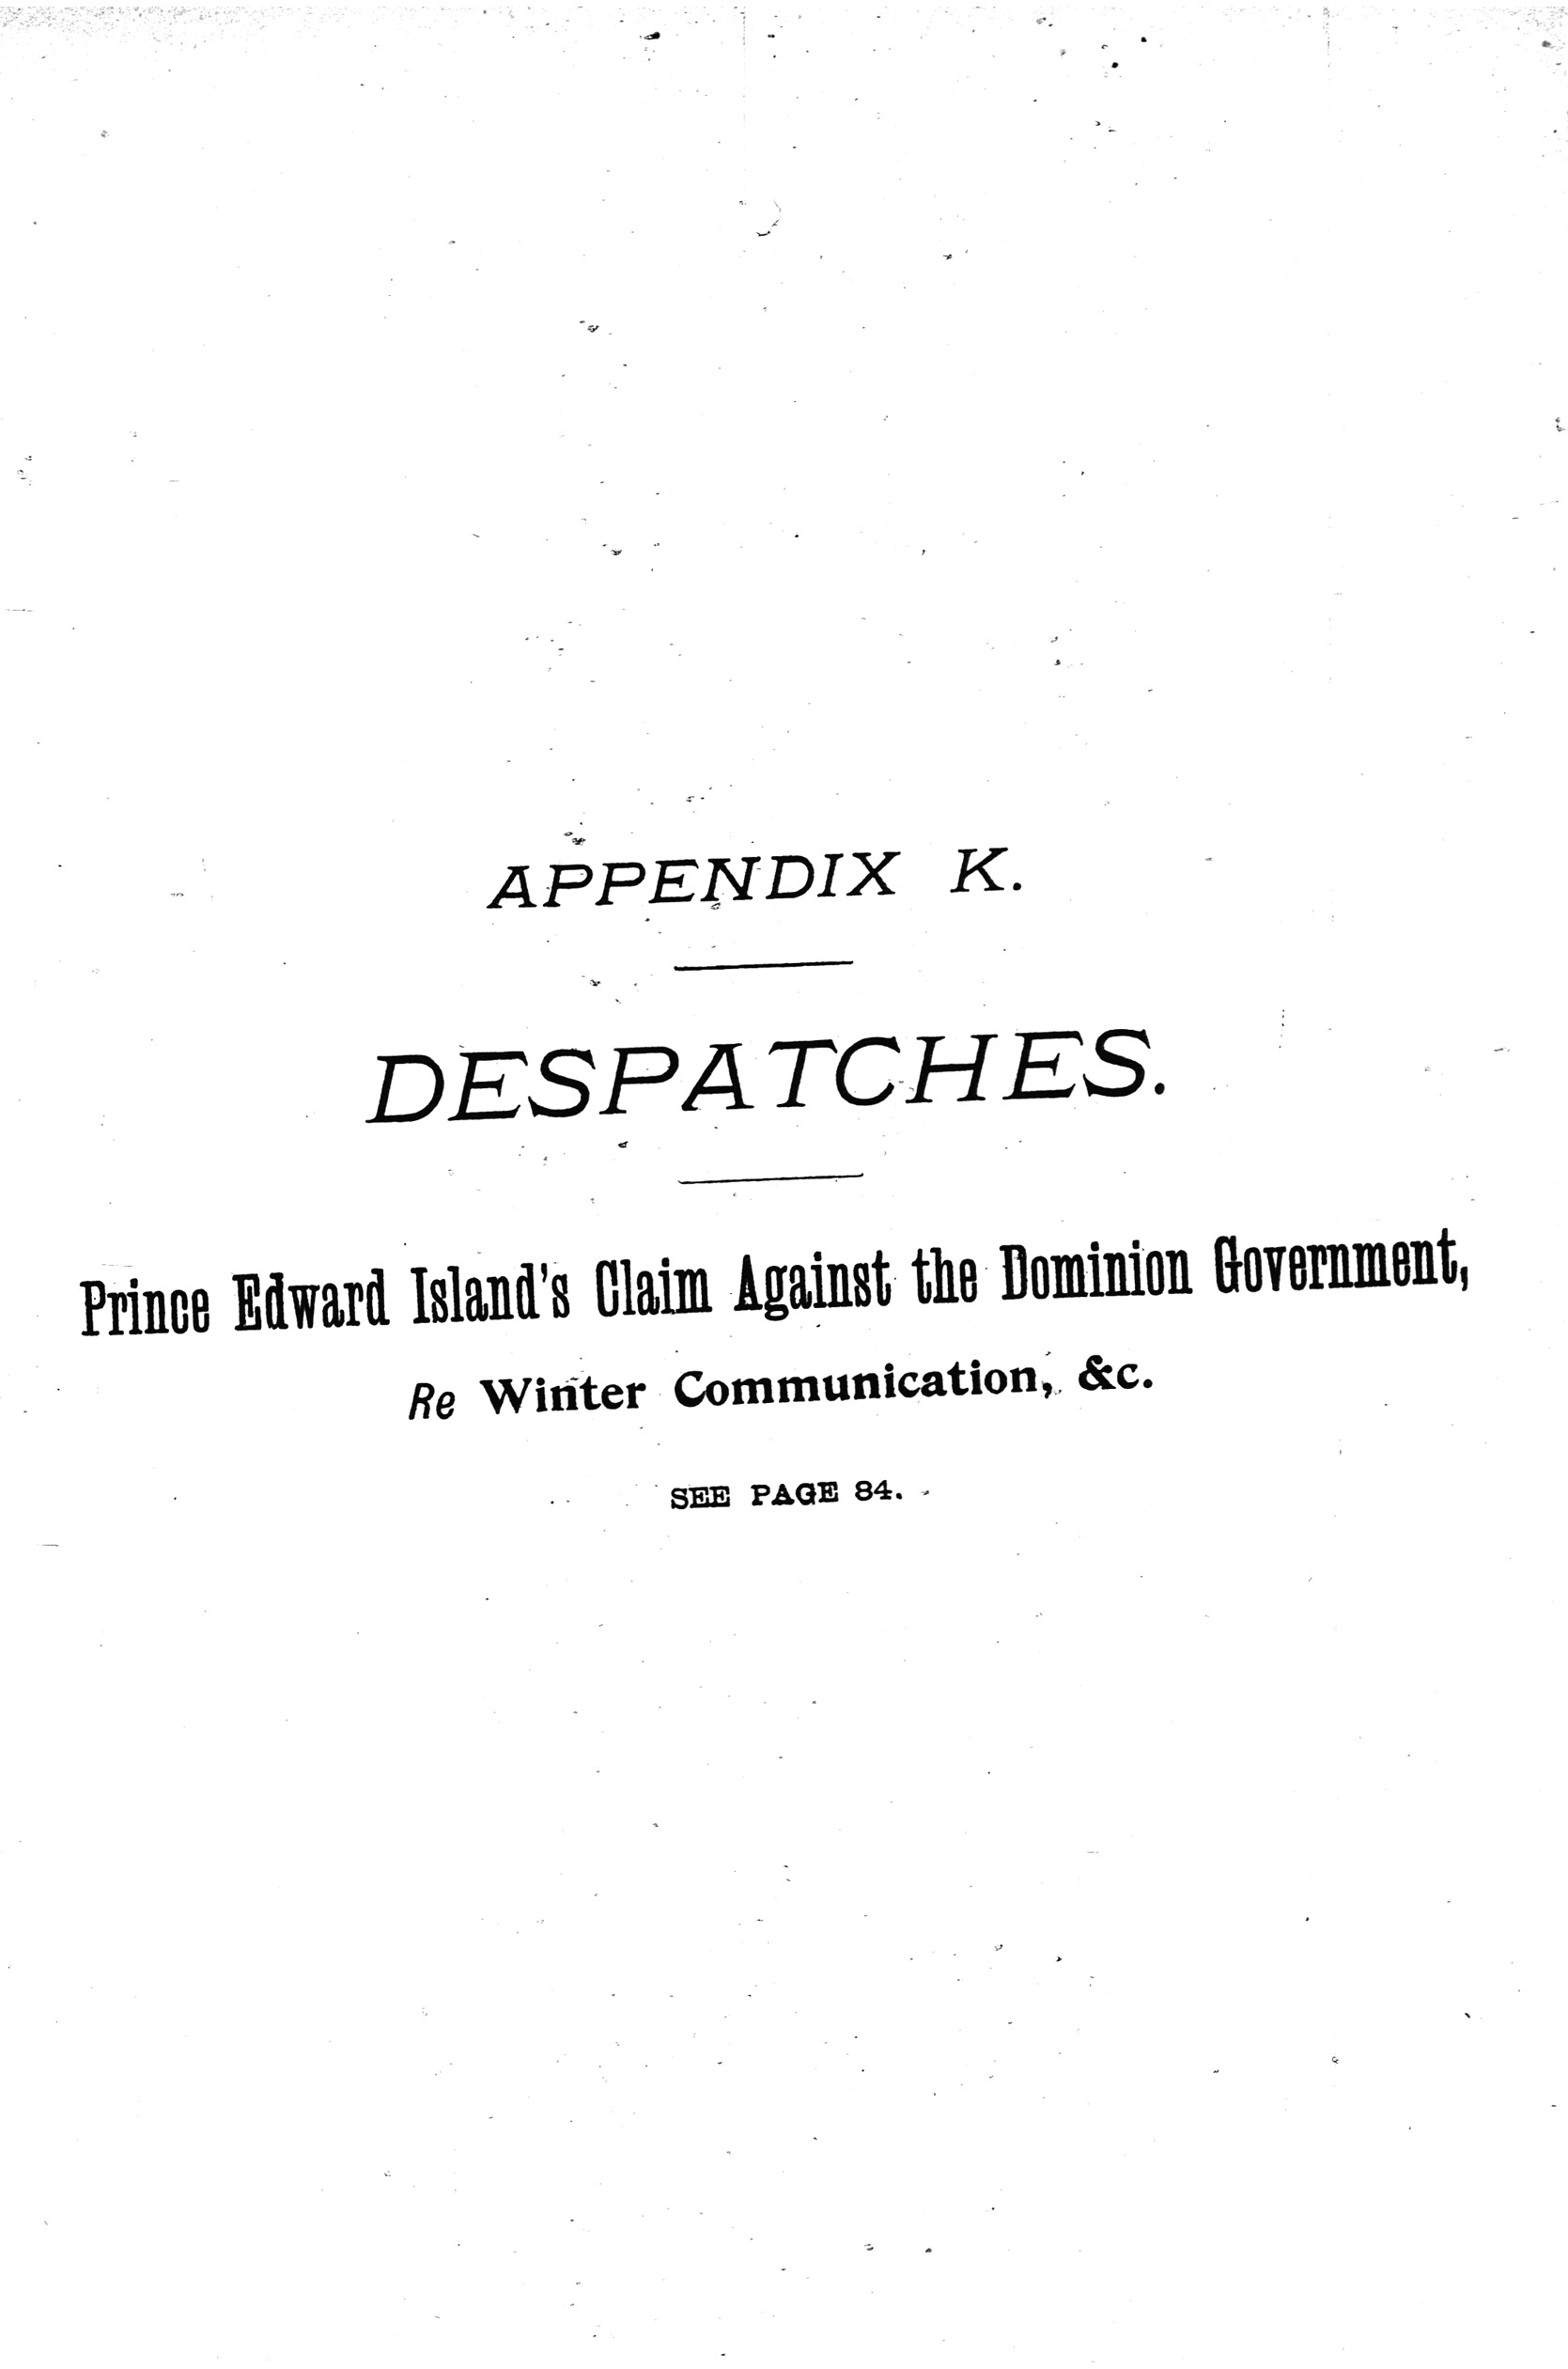 APPENDIX K.
DESPATCHES.
Prince Edward Island's Claim Against the Dominion Government,
Re Winter Communication, &c.
SEE PAGE 84.